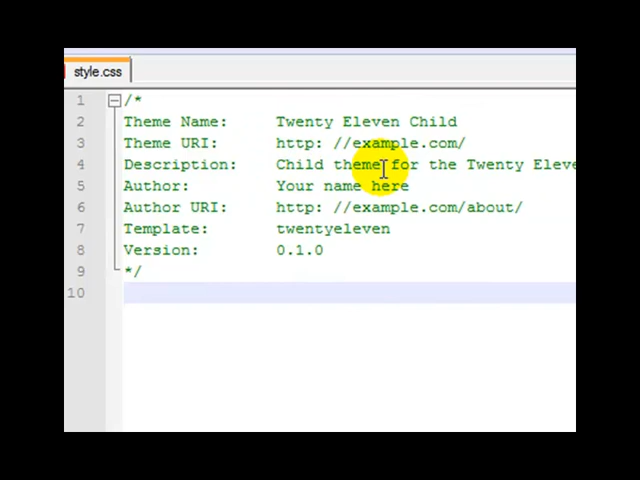 style.css
1 /*
2 Theme Name: Twenty Eleven Child
3 Theme URI: http: //example.com/
4 Description: Child theme for the Twenty Eleve
5 Author: Your name here
6 Author URI: http: //example.com/about/
7 Template: twentyeleven
8 Version: 0.1.0
9 */
10